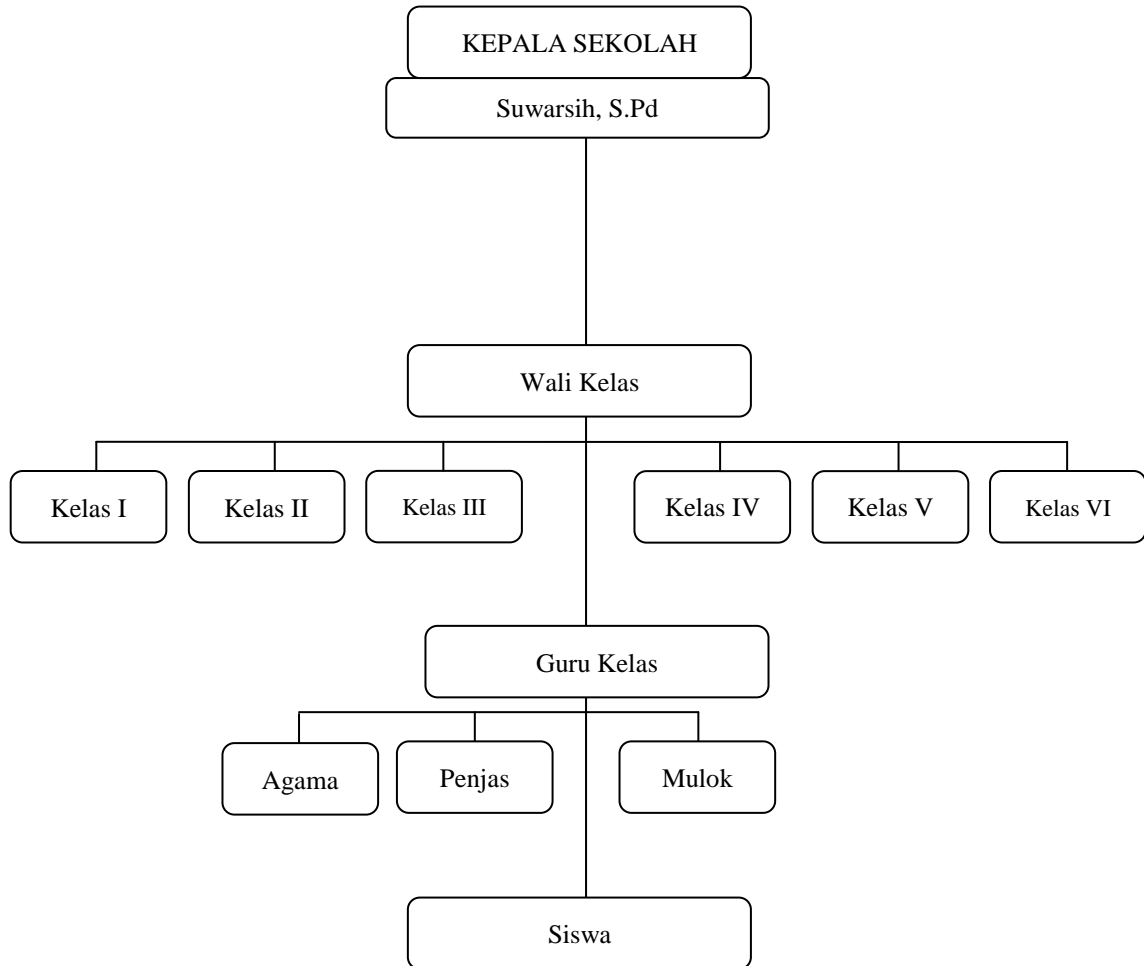 KEPALA SEKOLAH
Suwarsih, S.Pd
Wali Kelas
Kelas I
Kelas II
Kelas III
Kelas IV
Kelas V
Kelas VI
Guru Kelas
Agama
Penjas
Mulok
Siswa